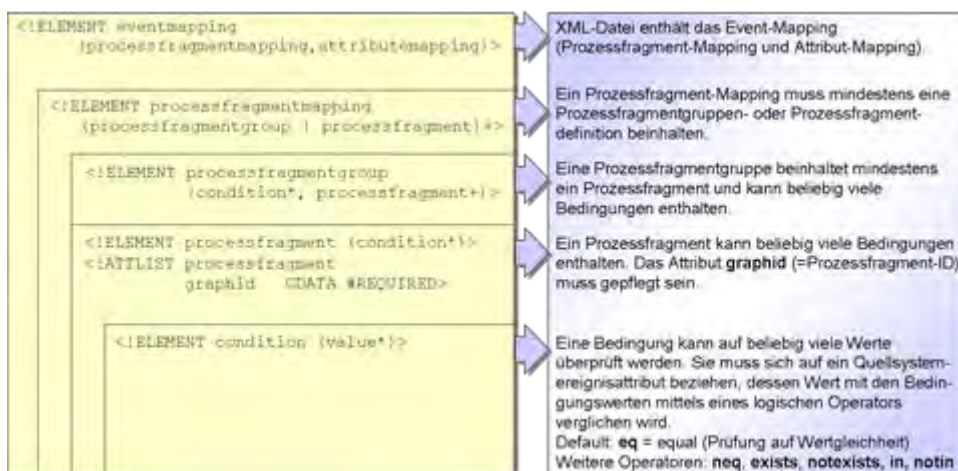 <!ELEMENT eventmapping
(processfragmentmapping,attributemapping)>
XML-Datei enthält das Event-Mapping
(Prozessfragment-Mapping und Attribut-Mapping).
<!ELEMENT processfragmentmapping
(processfragmentgroup | processfragment)+>
Ein Prozessfragment-Mapping muss mindestens eine
Prozessfragmentgruppen- oder Prozessfragment-
definition beinhalten.
<!ELEMENT processfragmentgroup
(condition*, processfragment+)>
Eine Prozessfragmentgruppe beinhaltet mindestens
ein Prozessfragment und kann beliebig viele
Bedingungen enthalten.
<!ELEMENT processfragment (condition*)>
<!ATTLIST processfragment
graphid CDATA #REQUIRED>
Ein Prozessfragment kann beliebig viele Bedingungen
enthalten. Das Attribut graphid (=Prozessfragment-ID)
muss gepflegt sein.
<!ELEMENT condition (value*)>
Eine Bedingung kann auf beliebig viele Werte
überprüft werden. Sie muss sich auf ein Quellsystem-
ereignisattribut beziehen, dessen Wert mit den Bedin-
gungswerten mittels eines logischen Operators
verglichen wird.
Default: eq = equal (Prüfung auf Wertgleichheit)
Weitere Operatoren: neq, exists, notexists, in, notin